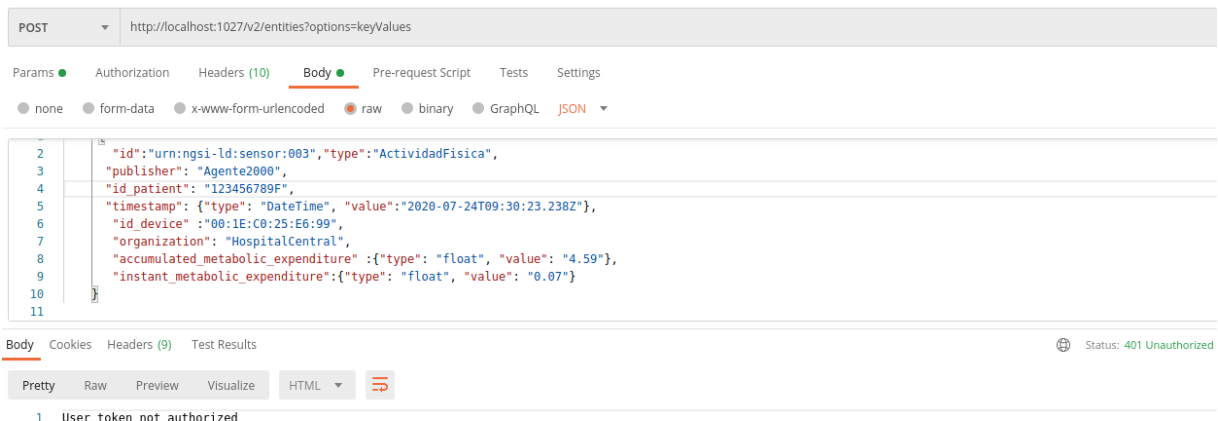 POST http://localhost:1027/v2/entities?options=keyValues
Params Authorization Headers (10) Body Pre-request Script Tests Settings
none form-data x-www-form-urlencoded raw binary GraphQL JSON
2 "id":"urn:ngsi-ld:sensor:003","type":"ActividadFisica",
3 "publisher": "Agente2000",
4 "id_patient": "123456789F",
5 "timestamp": {"type": "DateTime", "value":"2020-07-24T09:30:23.238Z"},
6 "id_device" :"00:1E:C0:25:E6:99",
7 "organization": "HospitalCentral",
8 "accumulated_metabolic_expenditure" :{"type": "float", "value": "4.59"},
9 "instant_metabolic_expenditure":{"type": "float", "value": "0.07"}
10 }
11
Body Cookies Headers (9) Test Results Status: 401 Unauthorized
Pretty Raw Preview Visualize HTML
1 User token not authorized